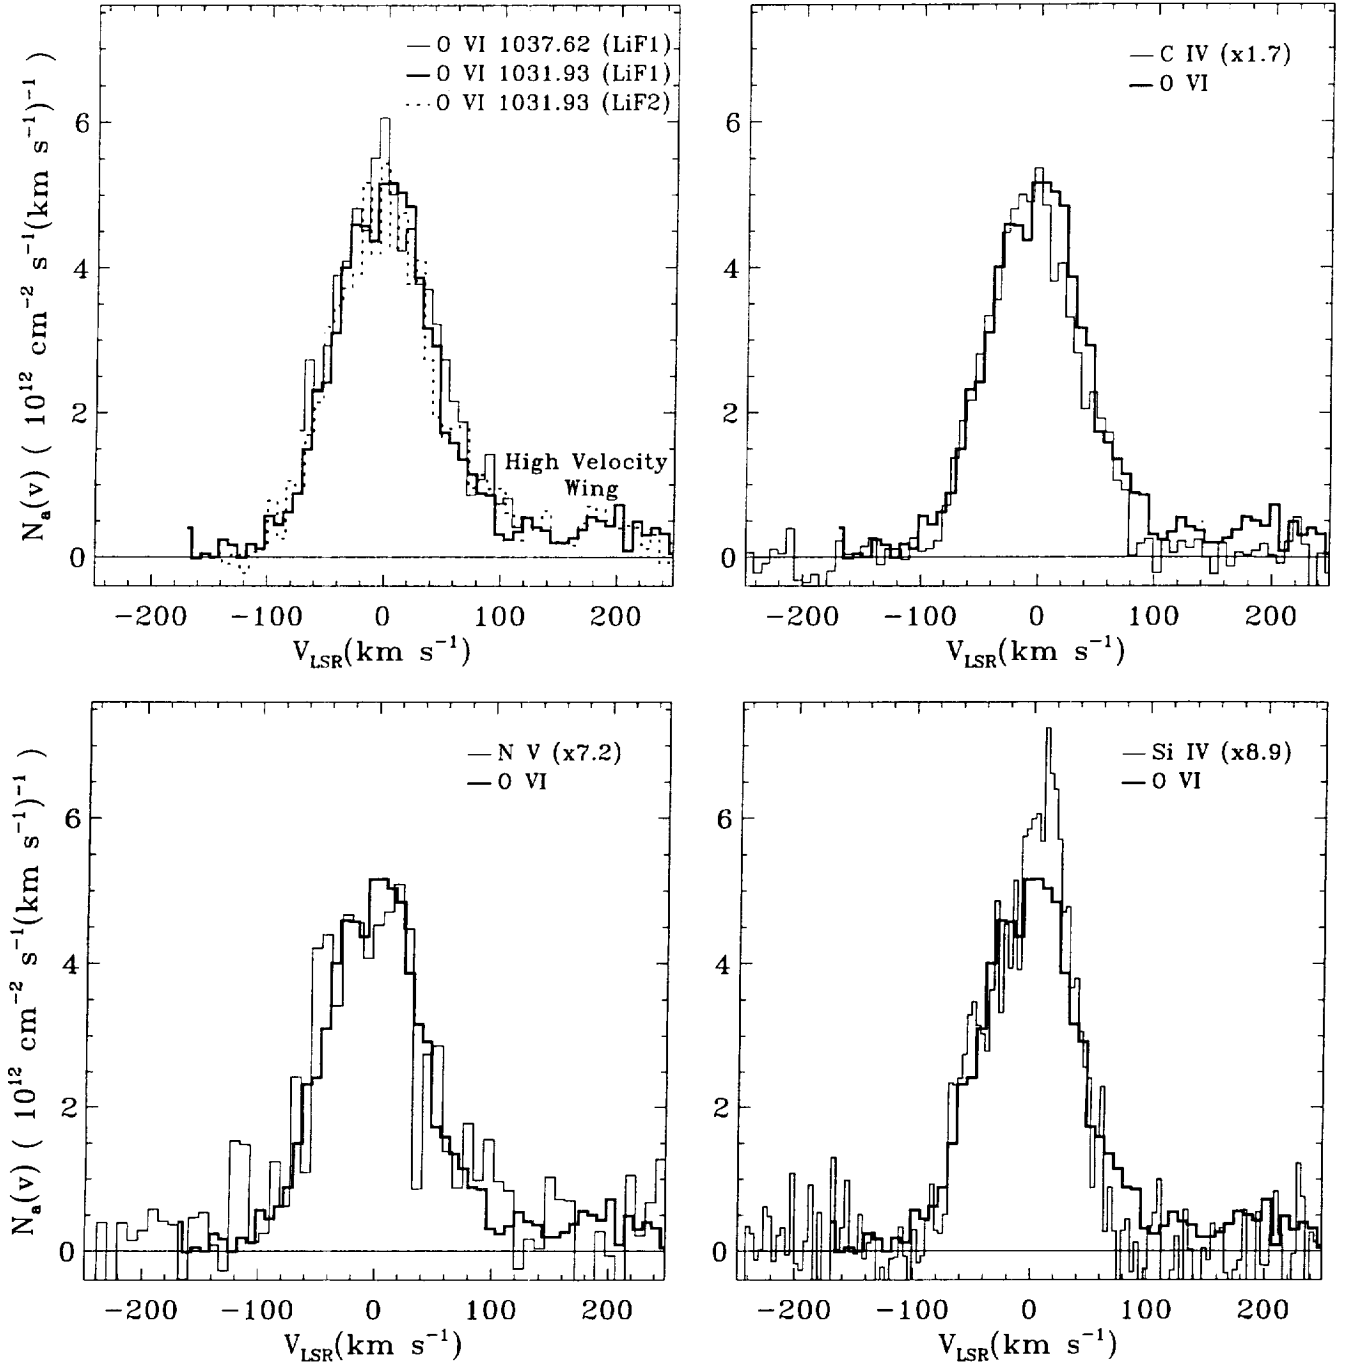 O VI 1037.62 (LiF1)
O VI 1031.93 (LiF1)
O VI 1031.93 (LiF2)
High Velocity
Wing
N_a(v) ( 10^12 cm^-2 s^-1(km s^-1)^-1 )
6
4
2
0
-200 -100 0 100 200
V_LSR(km s^-1)
C IV (x1.7)
O VI
6
4
2
0
-200 -100 0 100 200
V_LSR(km s^-1)
N V (x7.2)
O VI
N_a(v) ( 10^12 cm^-2 s^-1(km s^-1)^-1 )
6
4
2
0
-200 -100 0 100 200
V_LSR(km s^-1)
Si IV (x8.9)
O VI
6
4
2
0
-200 -100 0 100 200
V_LSR(km s^-1)